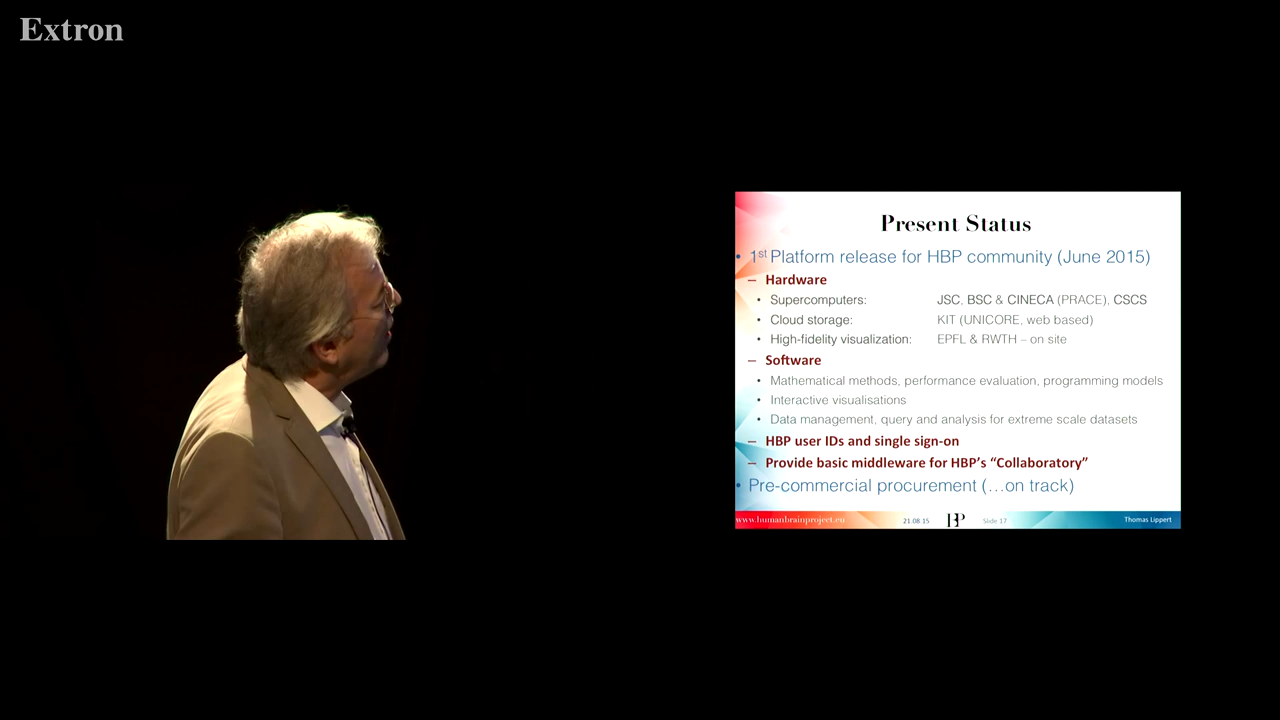 Extron
Present Status
• 1st Platform release for HBP community (June 2015)
– Hardware
• Supercomputers: JSC, BSC & CINECA (PRACE), CSCS
• Cloud storage: KIT (UNICORE, web based)
• High-fidelity visualization: EPFL & RWTH – on site
– Software
• Mathematical methods, performance evaluation, programming models
• Interactive visualisations
• Data management, query and analysis for extreme scale datasets
– HBP user IDs and single sign-on
– Provide basic middleware for HBP's “Collaboratory”
• Pre-commercial procurement (…on track)
www.humanbrainproject.eu 21.08.15 HBP Slide 17 Thomas Lippert